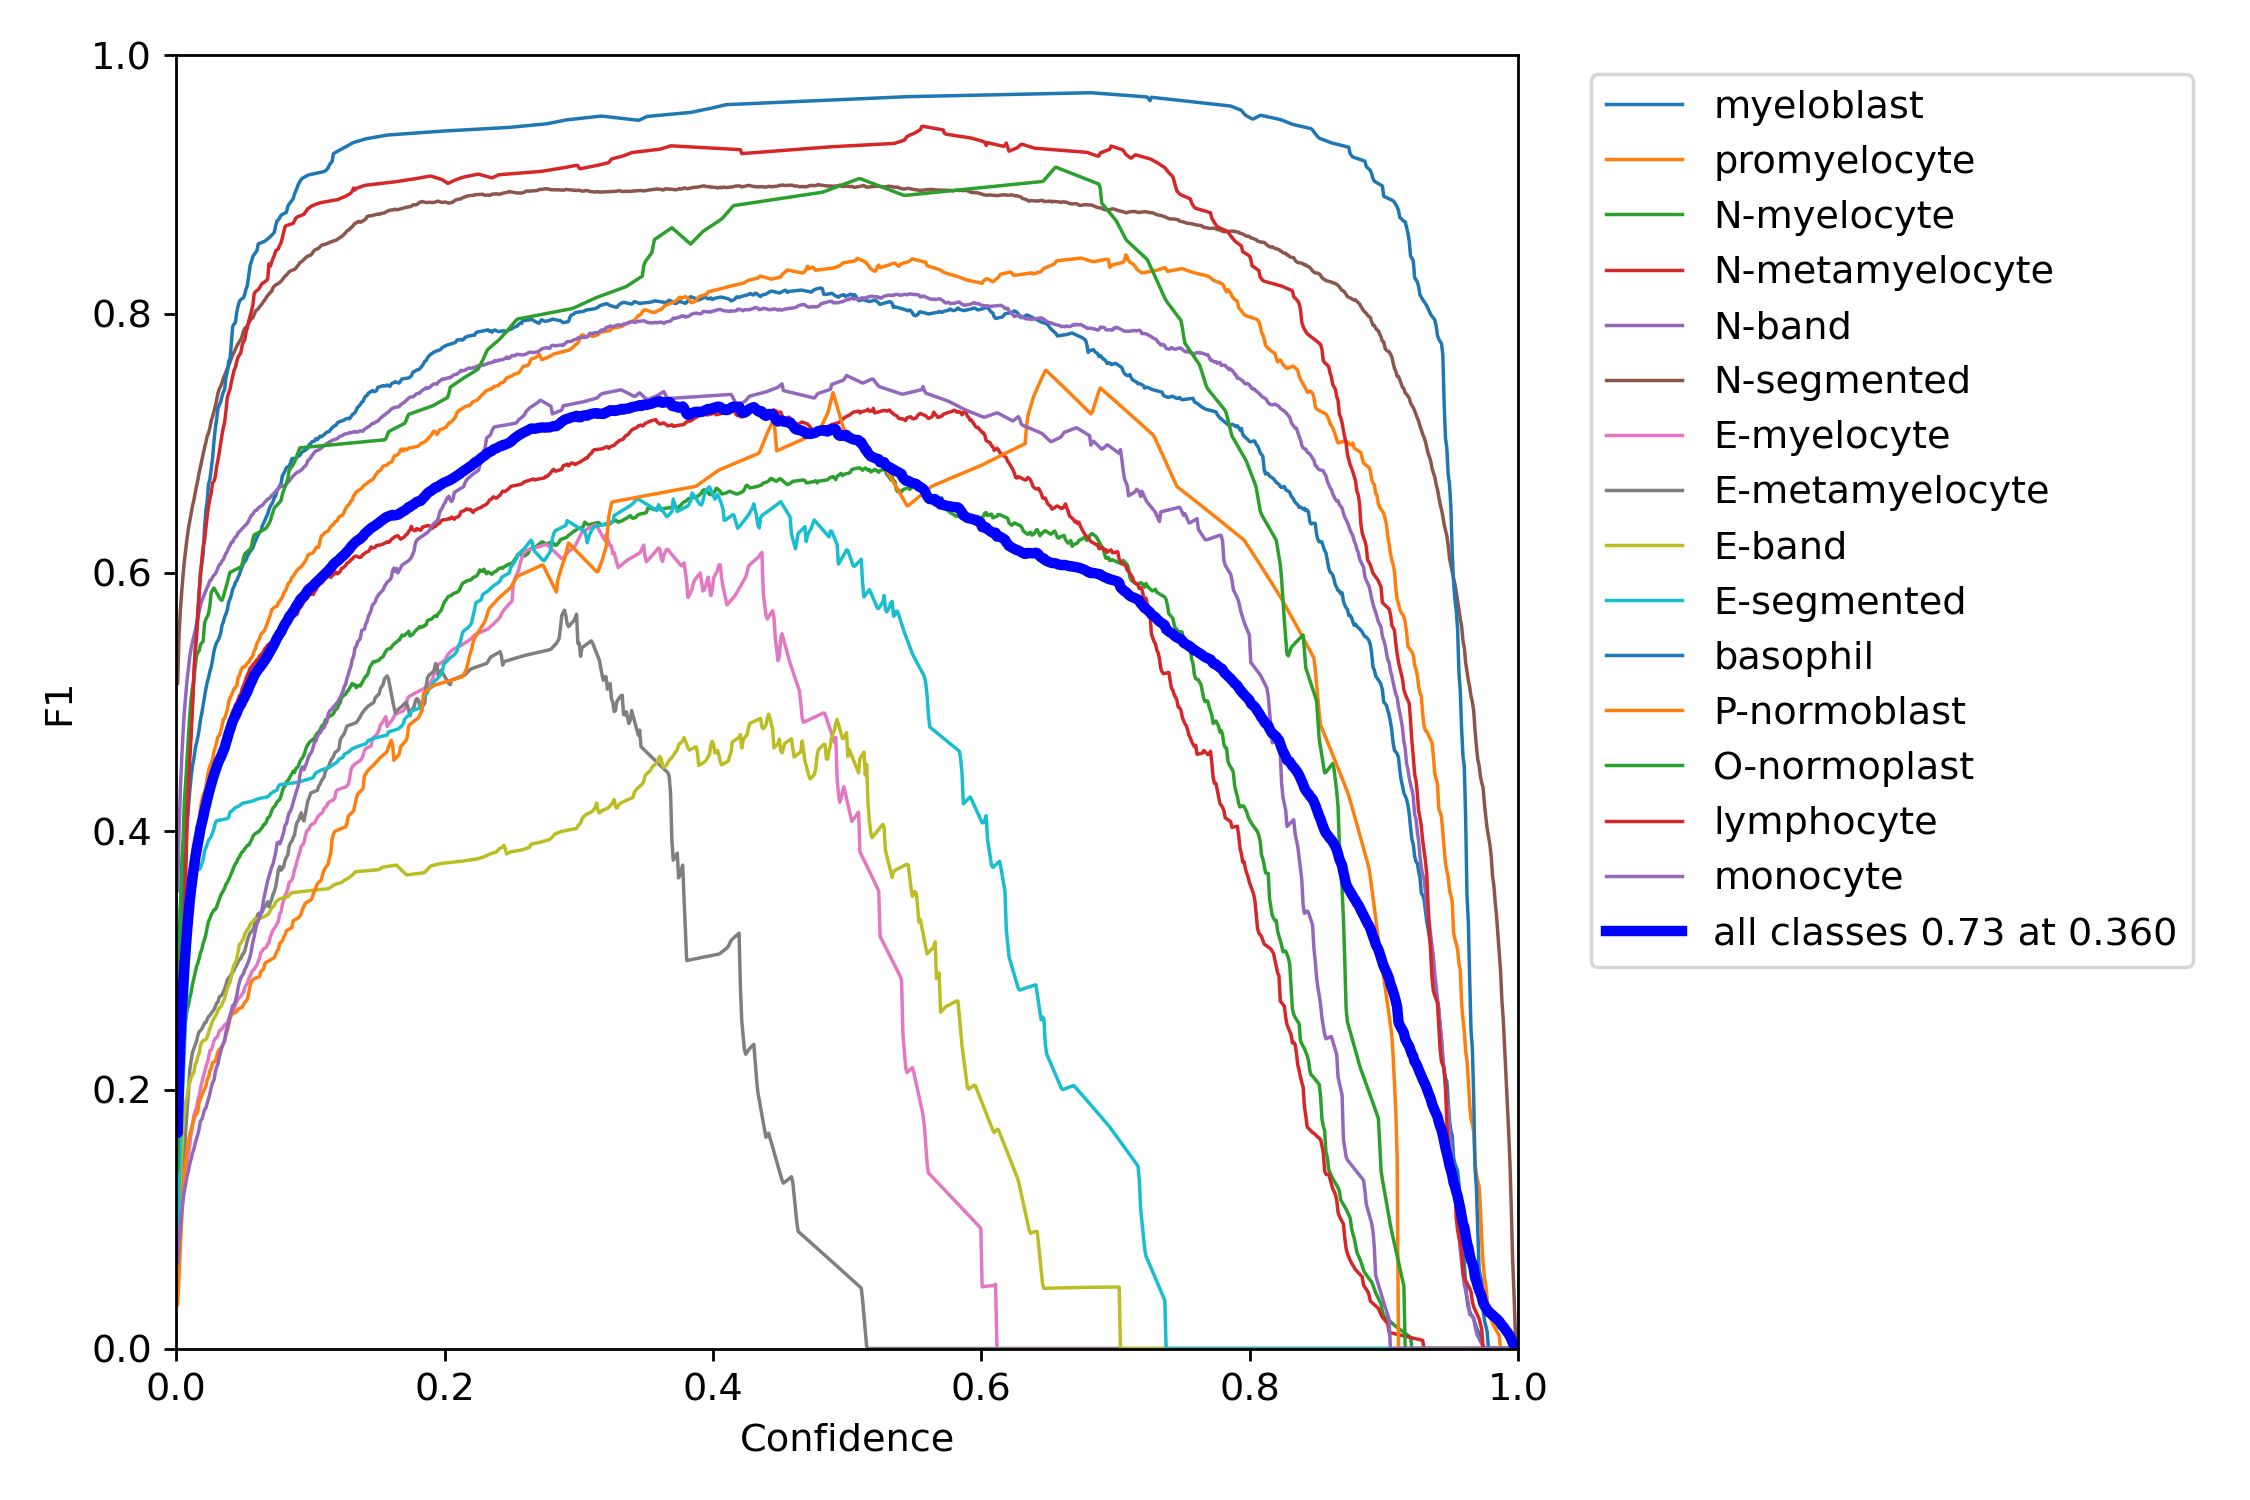 1.0
0.8
0.6
0.4
0.2
0.0
F1
0.0 0.2 0.4 0.6 0.8 1.0
Confidence
myeloblast
promyelocyte
N-myelocyte
N-metamyelocyte
N-band
N-segmented
E-myelocyte
E-metamyelocyte
E-band
E-segmented
basophil
P-normoblast
O-normoplast
lymphocyte
monocyte
all classes 0.73 at 0.360